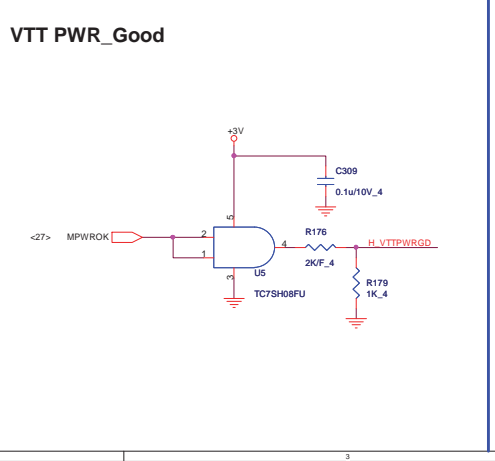 VTT PWR_Good
+3V
C309
0.1u/10V_4
5
<27> MPWROK
2
1
4
R176
H_VTTPWRGD
2K/F_4
U5
3
TC7SH08FU
R179
1K_4
3